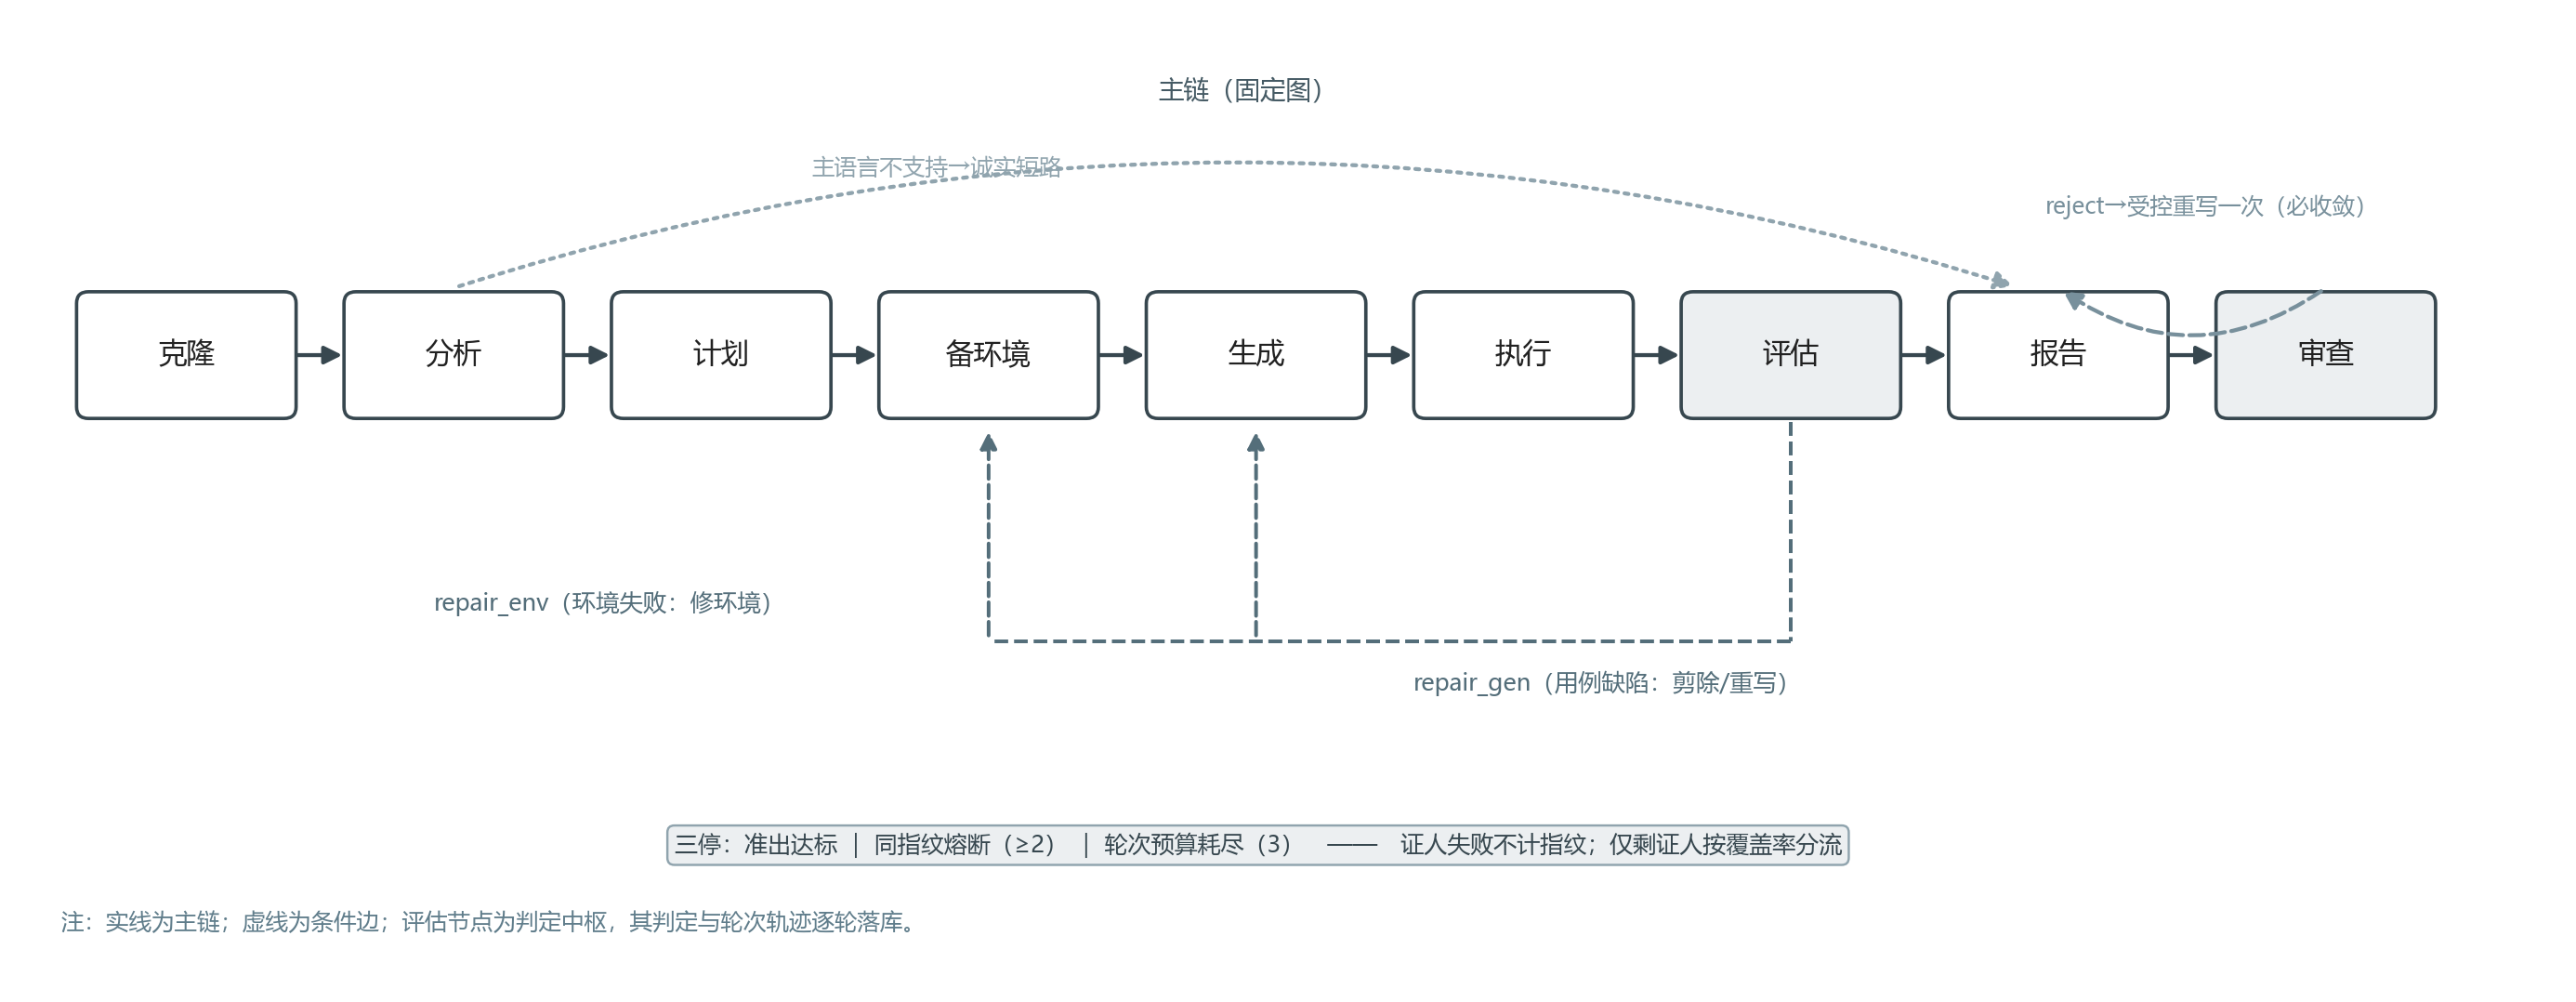 主链（固定图）
主语言不支持→诚实短路
reject→受控重写一次（必收敛）
克隆
分析
计划
备环境
生成
执行
评估
报告
审查
repair_env（环境失败：修环境）
repair_gen（用例缺陷：剪除/重写）
三停：准出达标 | 同指纹熔断（≥2） | 轮次预算耗尽（3） —— 证人失败不计指纹；仅剩证人按覆盖率分流
注：实线为主链；虚线为条件边；评估节点为判定中枢，其判定与轮次轨迹逐轮落库。